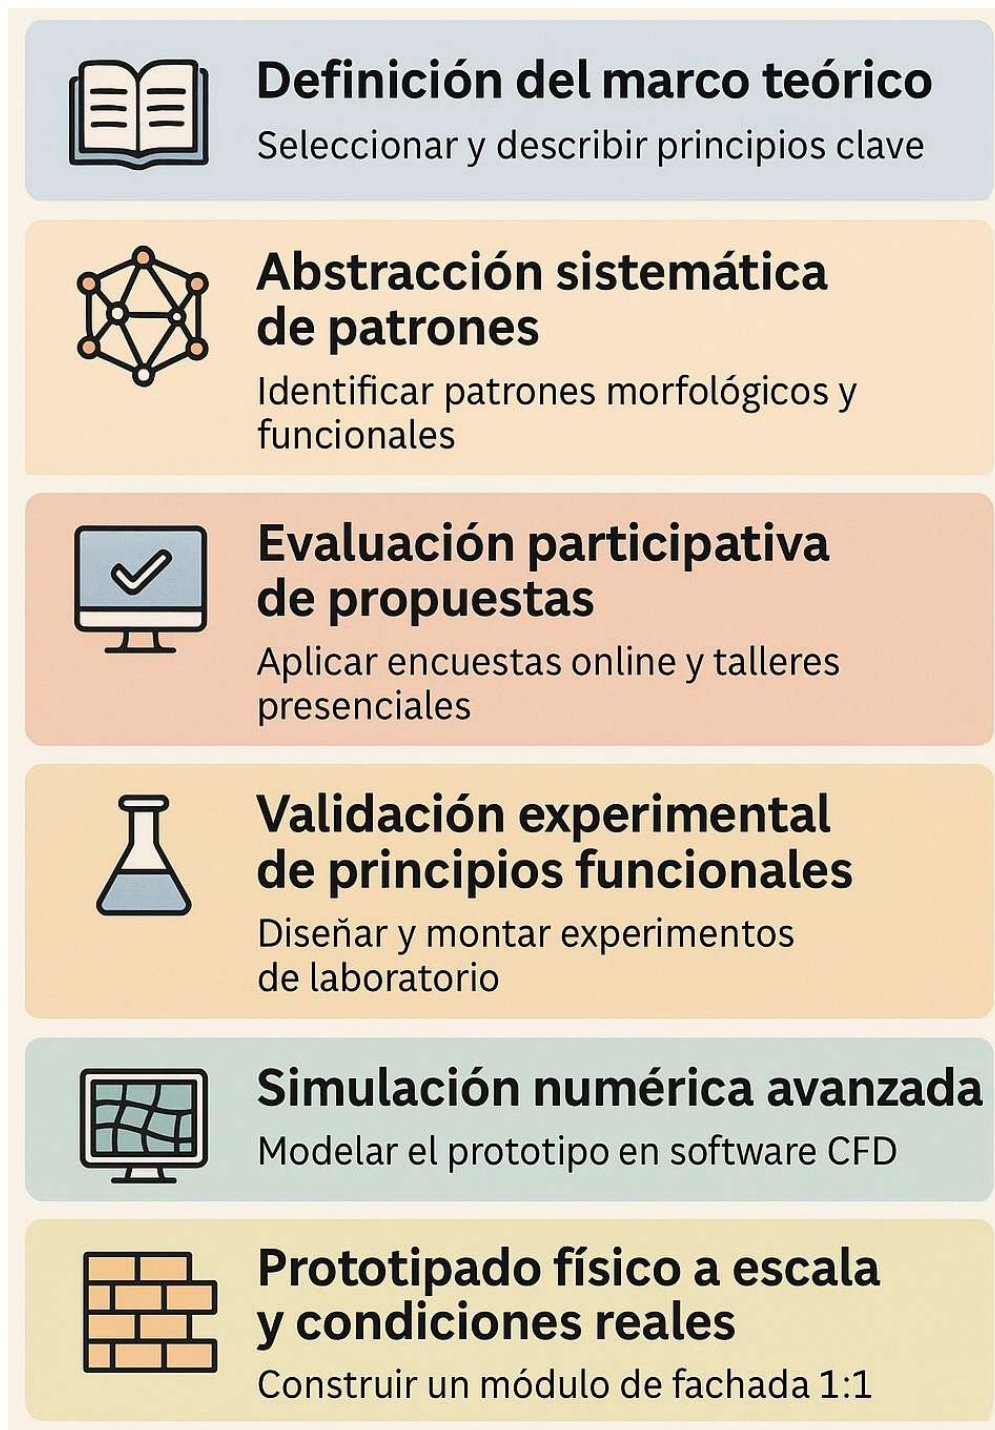 Definición del marco teórico
Seleccionar y describir principios clave
Abstracción sistemática
de patrones
Identificar patrones morfológicos y
funcionales
Evaluación participativa
de propuestas
Aplicar encuestas online y talleres
presenciales
Validación experimental
de principios funcionales
Diseñar y montar experimentos
de laboratorio
Simulación numérica avanzada
Modelar el prototipo en software CFD
Prototipado físico a escala
y condiciones reales
Construir un módulo de fachada 1:1